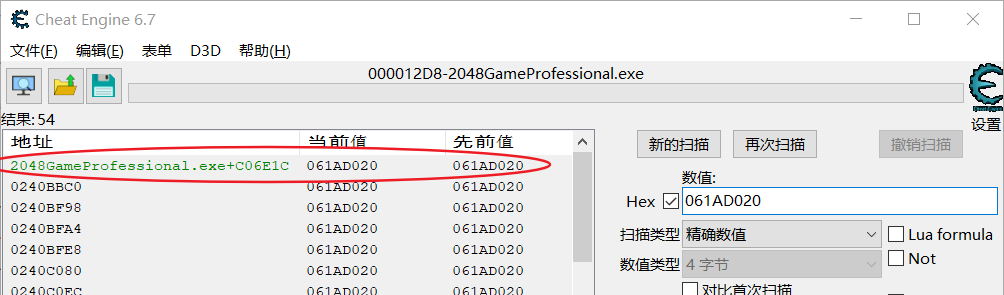 Cheat Engine 6.7
文件(F) 编辑(E) 表单 D3D 帮助(H)
000012D8-2048GameProfessional.exe
设置
结果: 54
地址 当前值 先前值
2048GameProfessional.exe+C06E1C 061AD020 061AD020
0240BBC0 061AD020 061AD020
0240BF98 061AD020 061AD020
0240BFA4 061AD020 061AD020
0240BFE8 061AD020 061AD020
0240C080 061AD020 061AD020
0240C0EC 061AD020 061AD020
新的扫描 再次扫描 撤销扫描
数值:
Hex 061AD020
扫描类型 精确数值 Lua formula
数值类型 4 字节 Not
对比首次扫描